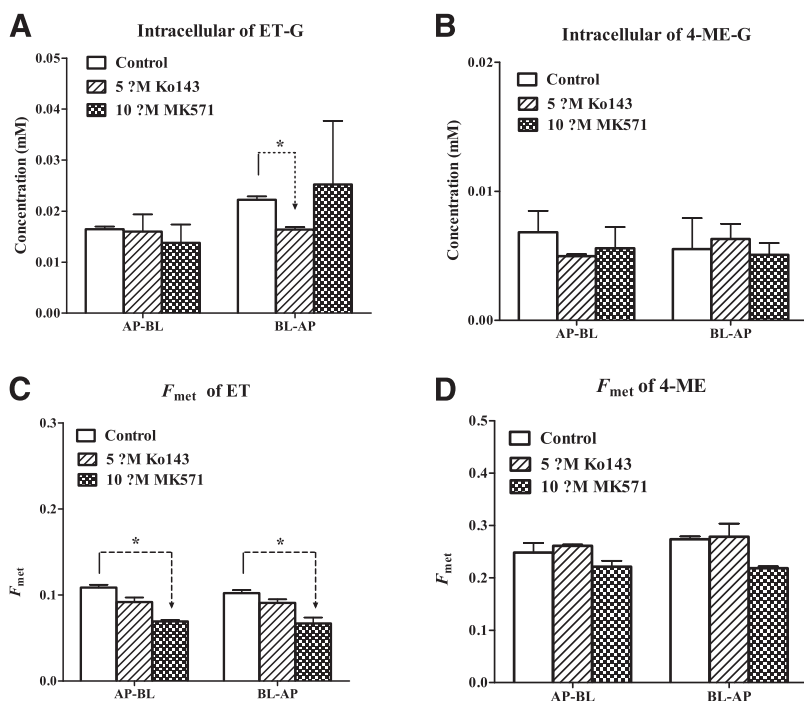 A
Intracellular of ET-G
Control
5 ?M Ko143
10 ?M MK571
Concentration (mM)
0.05
0.04
0.03
0.02
0.01
0.00
*
AP-BL
BL-AP
B
Intracellular of 4-ME-G
Control
5 ?M Ko143
10 ?M MK571
Concentration (mM)
0.02
0.01
0.00
AP-BL
BL-AP
C
Fmet of ET
Control
5 ?M Ko143
10 ?M MK571
Fmet
0.3
0.2
0.1
0.0
*
*
AP-BL
BL-AP
D
Fmet of 4-ME
Control
5 ?M Ko143
10 ?M MK571
Fmet
0.5
0.4
0.3
0.2
0.1
0.0
AP-BL
BL-AP